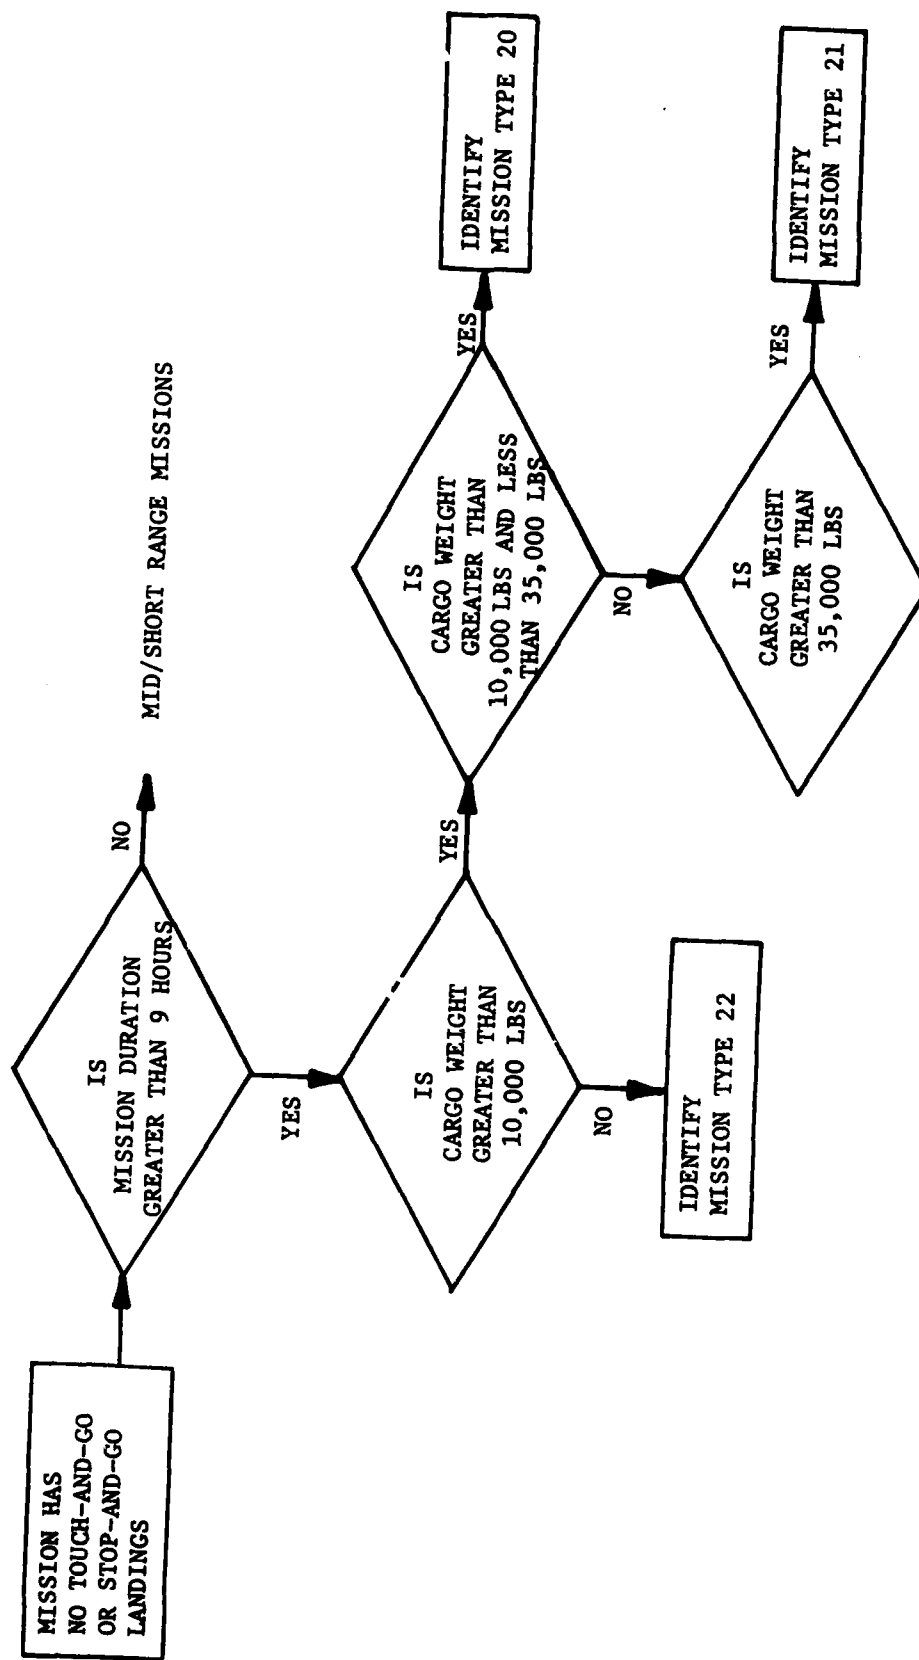 MISSION HAS
NO TOUCH-AND-GO
OR STOP-AND-GO
LANDINGS
IS
MISSION DURATION
GREATER THAN 9 HOURS
NO
MID/SHORT RANGE MISSIONS
YES
IS
CARGO WEIGHT
GREATER THAN
10,000 LBS
NO
IDENTIFY
MISSION TYPE 22
YES
IS
CARGO WEIGHT
GREATER THAN
10,000 LBS AND LESS
THAN 35,000 LBS
YES
IDENTIFY
MISSION TYPE 20
NO
IS
CARGO WEIGHT
GREATER THAN
35,000 LBS
YES
IDENTIFY
MISSION TYPE 21